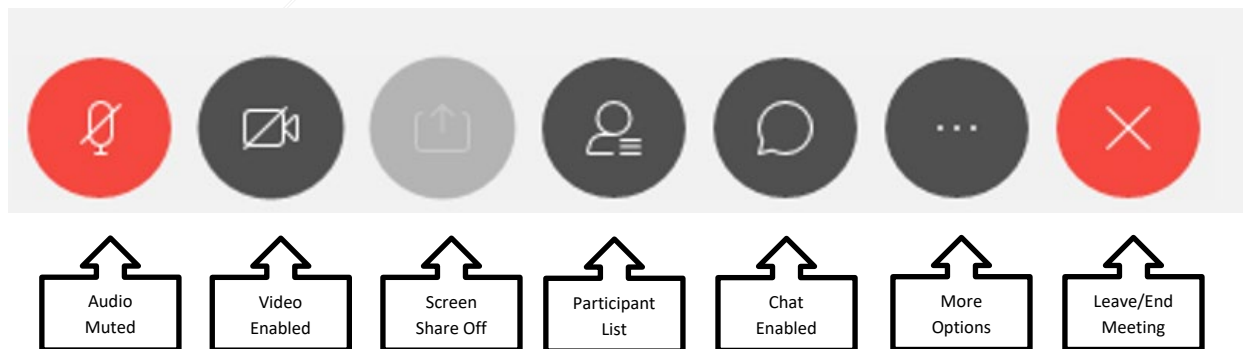 Audio
Muted
Video
Enabled
Screen
Share Off
Participant
List
Chat
Enabled
More
Options
Leave/End
Meeting